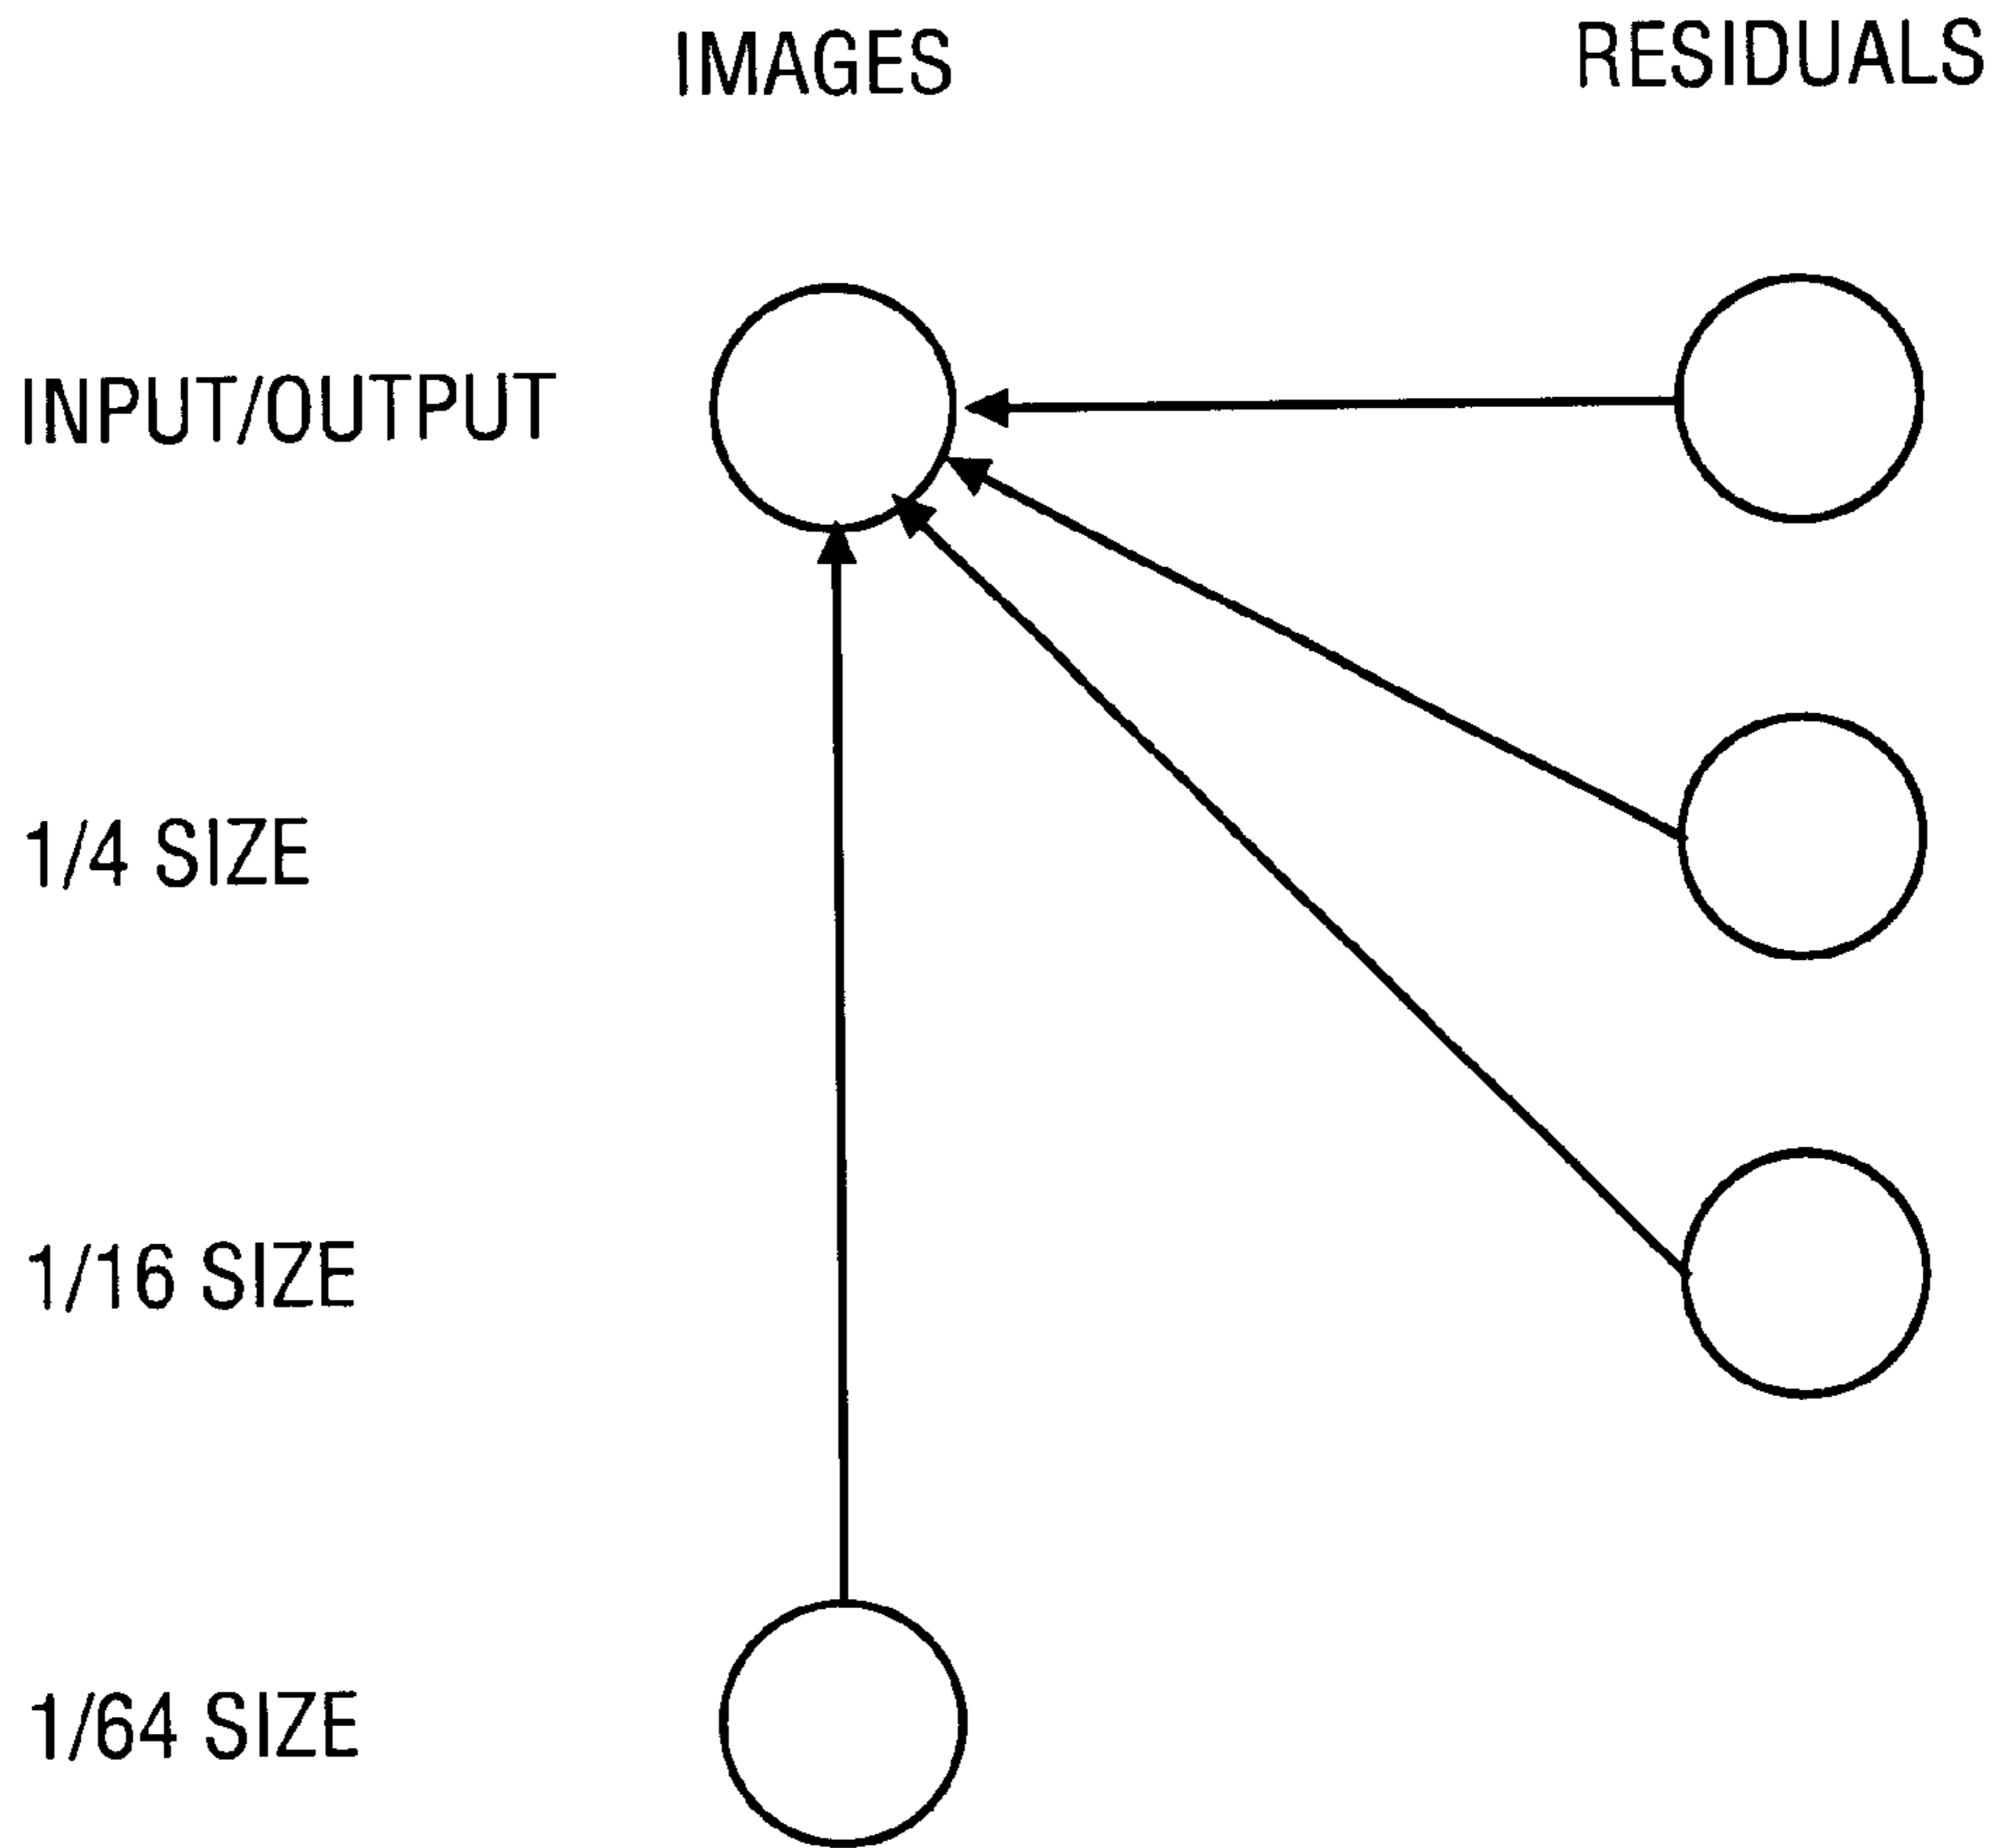 IMAGES
RESIDUALS
INPUT/OUTPUT
1/4 SIZE
1/16 SIZE
1/64 SIZE